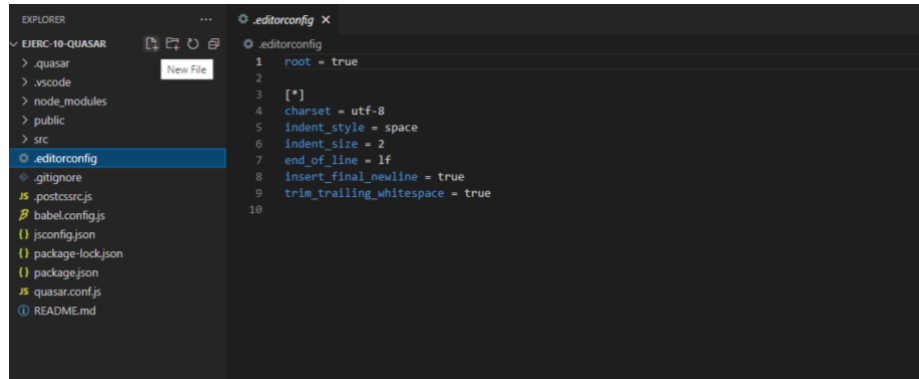 EXPLORER
EJERC-10-QUASAR
New File
.quasar
.vscode
node_modules
public
src
.editorconfig
.gitignore
JS .postcssrc.js
babel.config.js
{} jsconfig.json
{} package-lock.json
{} package.json
JS quasar.conf.js
README.md
.editorconfig
.editorconfig
1 root = true
2
3 [*]
4 charset = utf-8
5 indent_style = space
6 indent_size = 2
7 end_of_line = lf
8 insert_final_newline = true
9 trim_trailing_whitespace = true
10